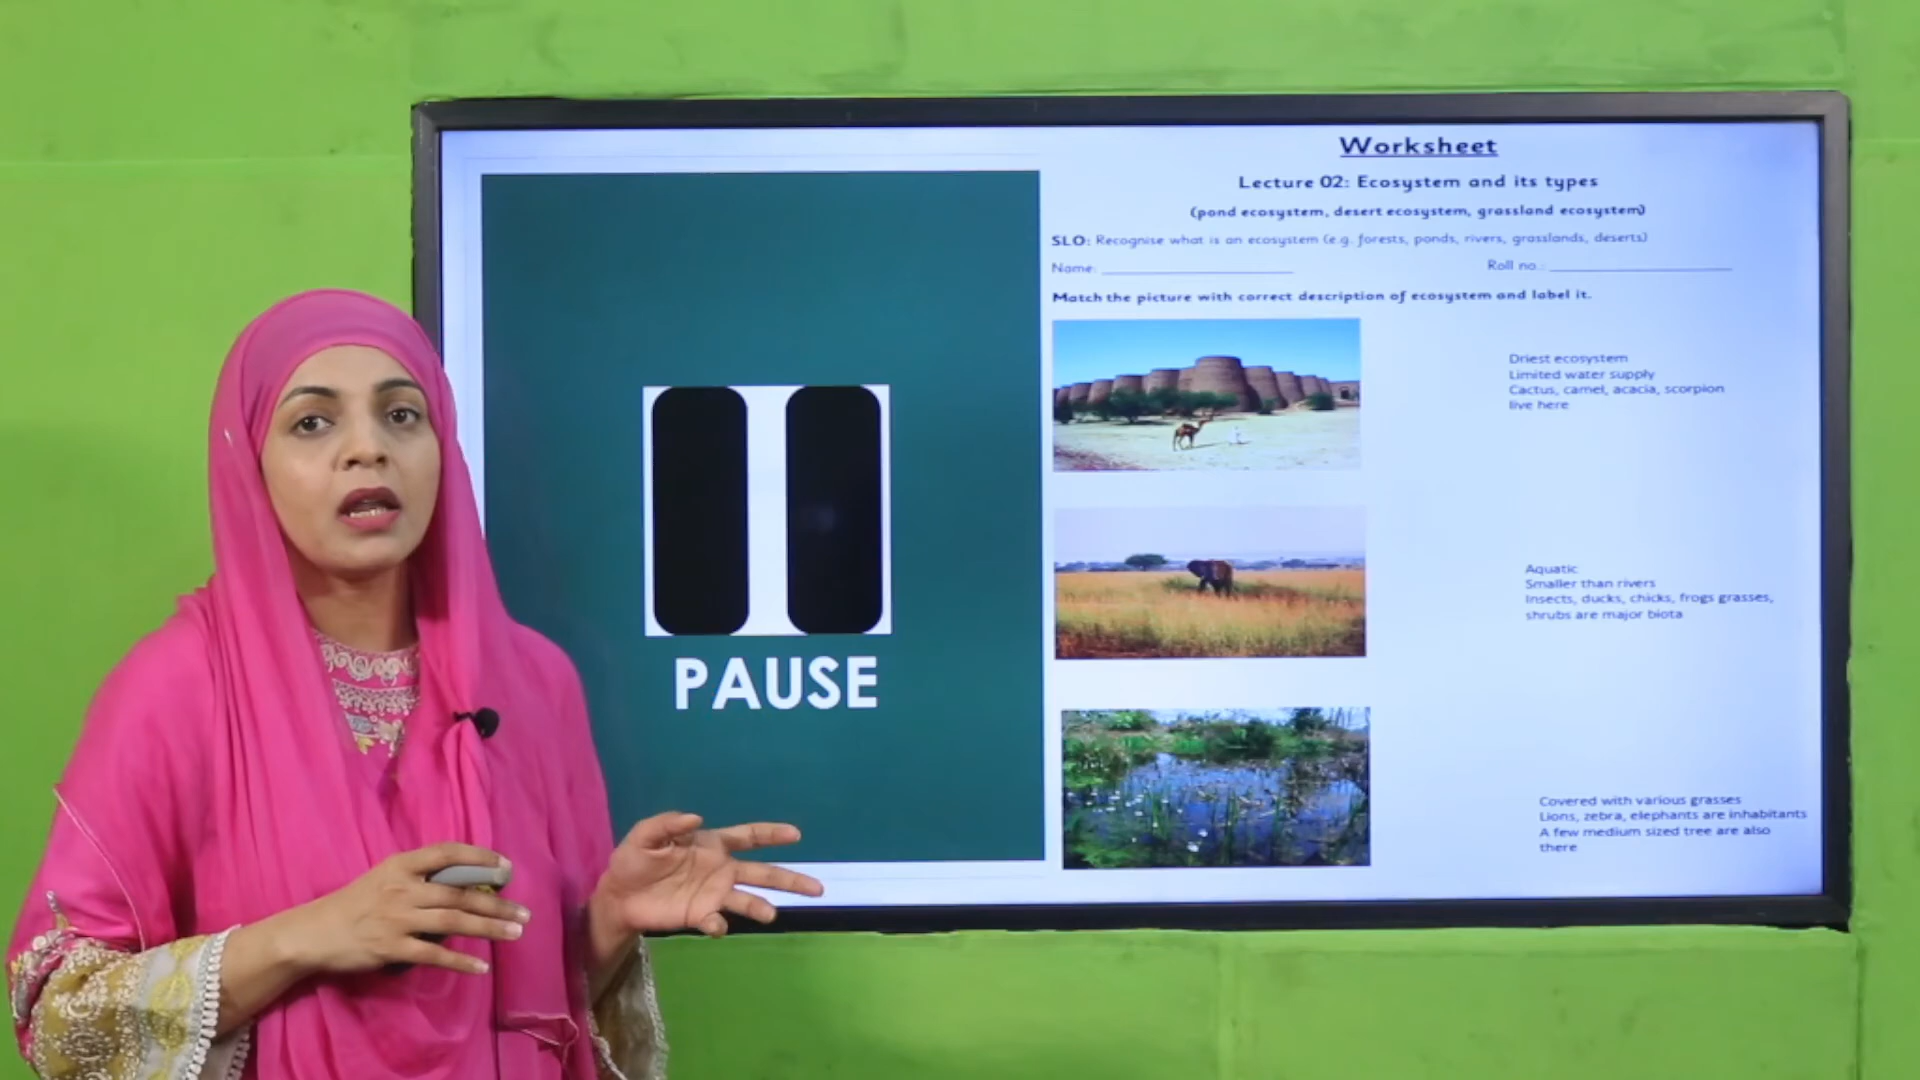 PAUSE
Worksheet
Lecture 02: Ecosystem and its types
(pond ecosystem, desert ecosystem, grassland ecosystem)
SLO: Recognise what is an ecosystem (e.g. forests, ponds, rivers, grasslands, deserts)
Name: ____________________ Roll no.: ____________________
Match the picture with correct description of ecosystem and label it.
Driest ecosystem
Limited water supply
Cactus, camel, acacia, scorpion
live here
Aquatic
Smaller than rivers
Insects, ducks, chicks, frogs grasses,
shrubs are major biota
Covered with various grasses
Lions, zebra, elephants are inhabitants
A few medium sized tree are also
there